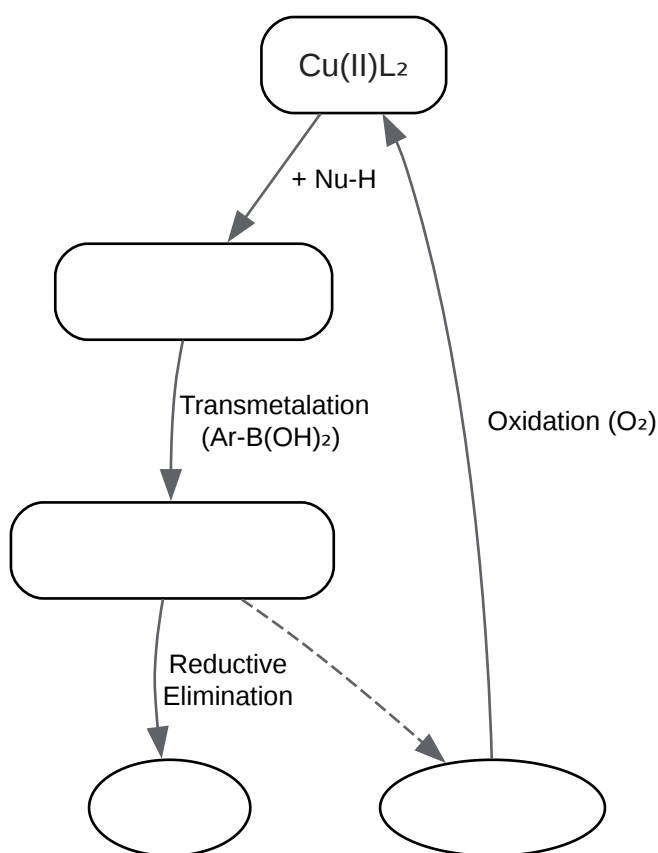 Cu(II)L₂
+ Nu-H
Transmetalation
(Ar-B(OH)₂)
Oxidation (O₂)
Reductive
Elimination